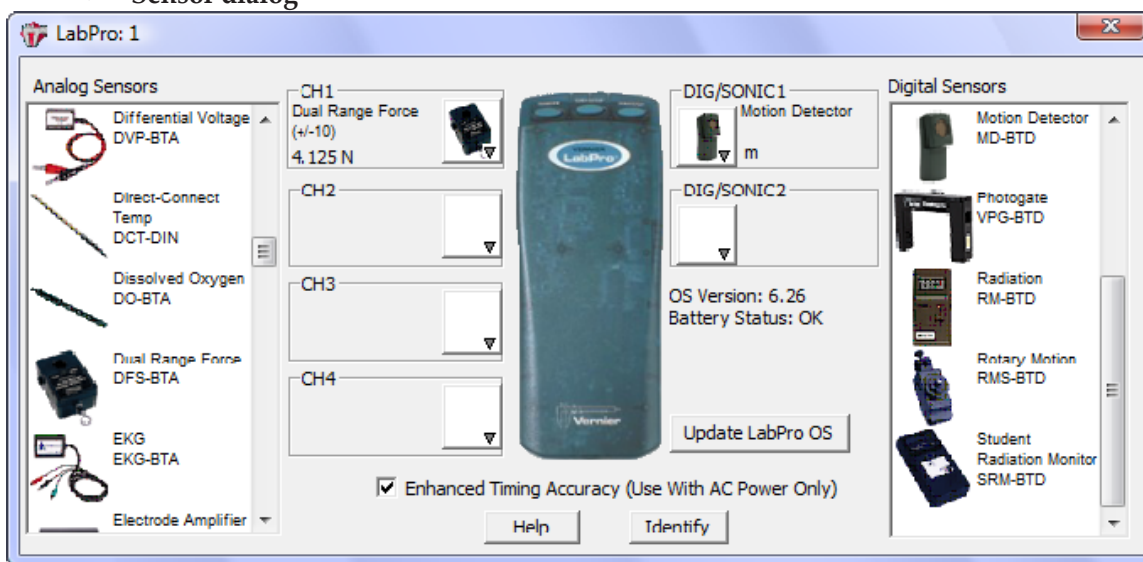 Sensor dialog
LabPro: 1
Analog Sensors
Differential Voltage
DVP-BTA
Direct-Connect
Temp
DCT-DIN
Dissolved Oxygen
DO-BTA
Dual Range Force
DFS-BTA
EKG
EKG-BTA
Electrode Amplifier
CH1
Dual Range Force
(+/-10)
4.125 N
CH2
CH3
CH4
VERNIER
LabPro
Vernier
DIG/SONIC1
Motion Detector
m
DIG/SONIC2
OS Version: 6.26
Battery Status: OK
Update LabPro OS
Digital Sensors
Motion Detector
MD-BTD
Photogate
VPG-BTD
Radiation
RM-BTD
Rotary Motion
RMS-BTD
Student
Radiation Monitor
SRM-BTD
Enhanced Timing Accuracy (Use With AC Power Only)
Help
Identify